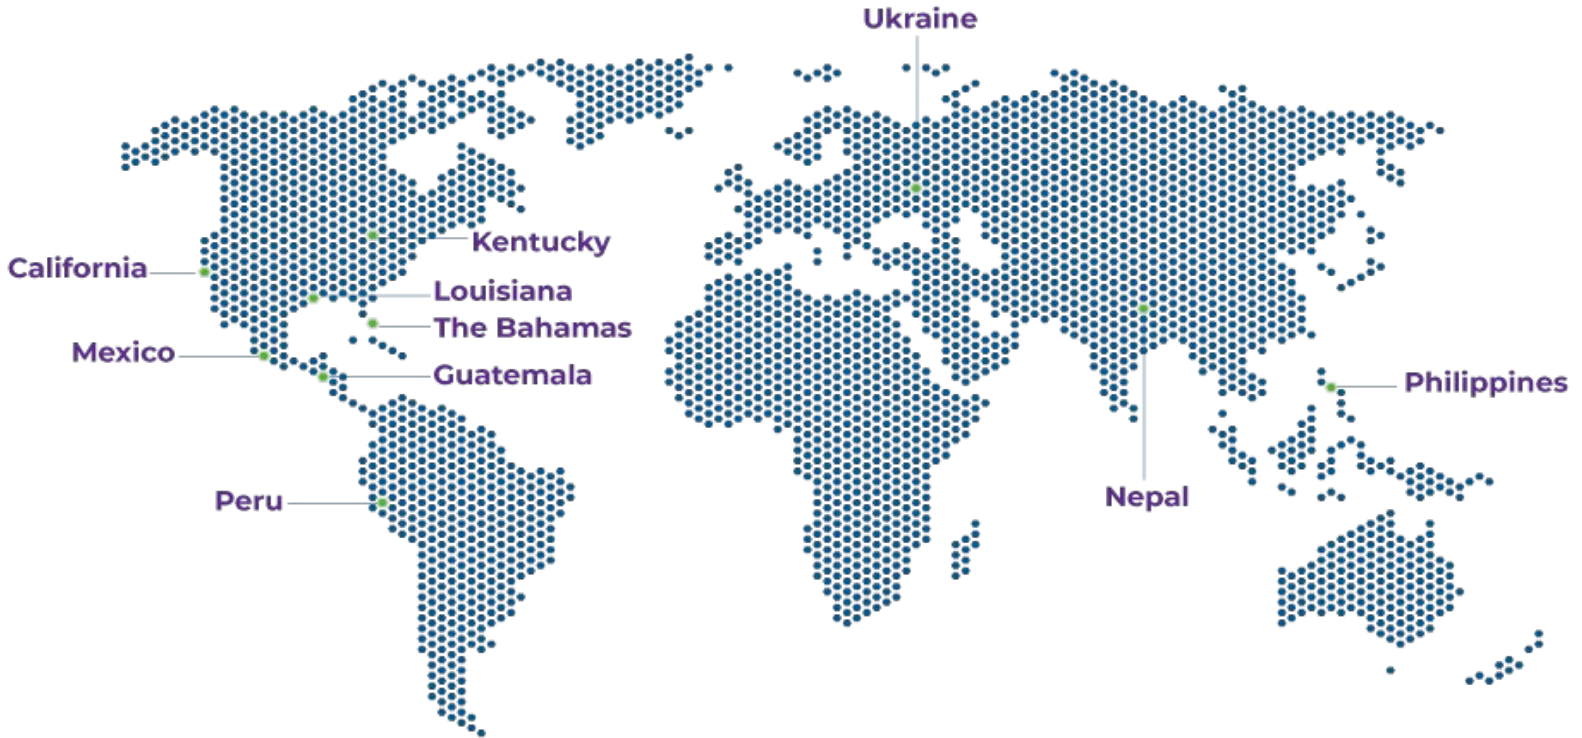 Ukraine
Kentucky
California
Louisiana
The Bahamas
Mexico
Guatemala
Philippines
Peru
Nepal